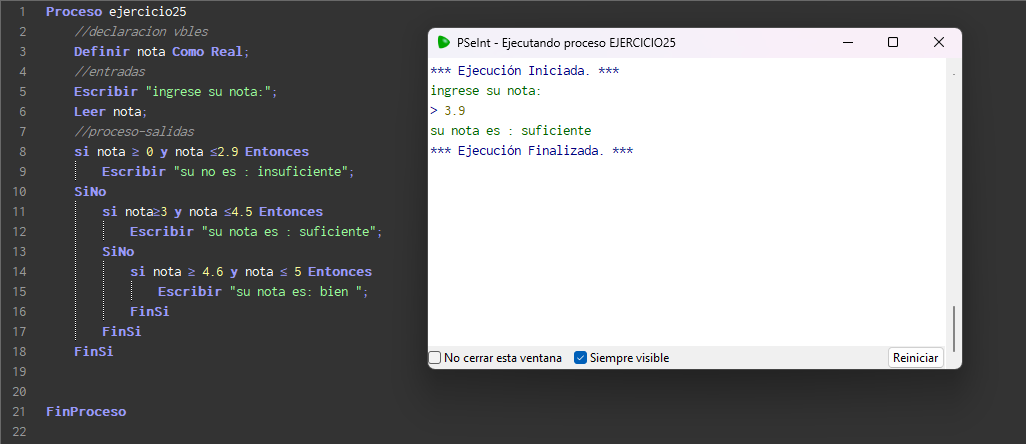 1 Proceso ejercicio25
2 //declaracion vbles
3 Definir nota Como Real;
4 //entradas
5 Escribir "ingrese su nota:";
6 Leer nota;
7 //proceso-salidas
8 si nota ≥ 0 y nota ≤2.9 Entonces
9 Escribir "su no es : insuficiente";
10 SiNo
11 si nota≥3 y nota ≤4.5 Entonces
12 Escribir "su nota es : suficiente";
13 SiNo
14 si nota ≥ 4.6 y nota ≤ 5 Entonces
15 Escribir "su nota es: bien ";
16 FinSi
17 FinSi
18 FinSi
19
20
21 FinProceso
22
PSeInt - Ejecutando proceso EJERCICIO25
*** Ejecución Iniciada. ***
ingrese su nota:
> 3.9
su nota es : suficiente
*** Ejecución Finalizada. ***
No cerrar esta ventana
Siempre visible
Reiniciar